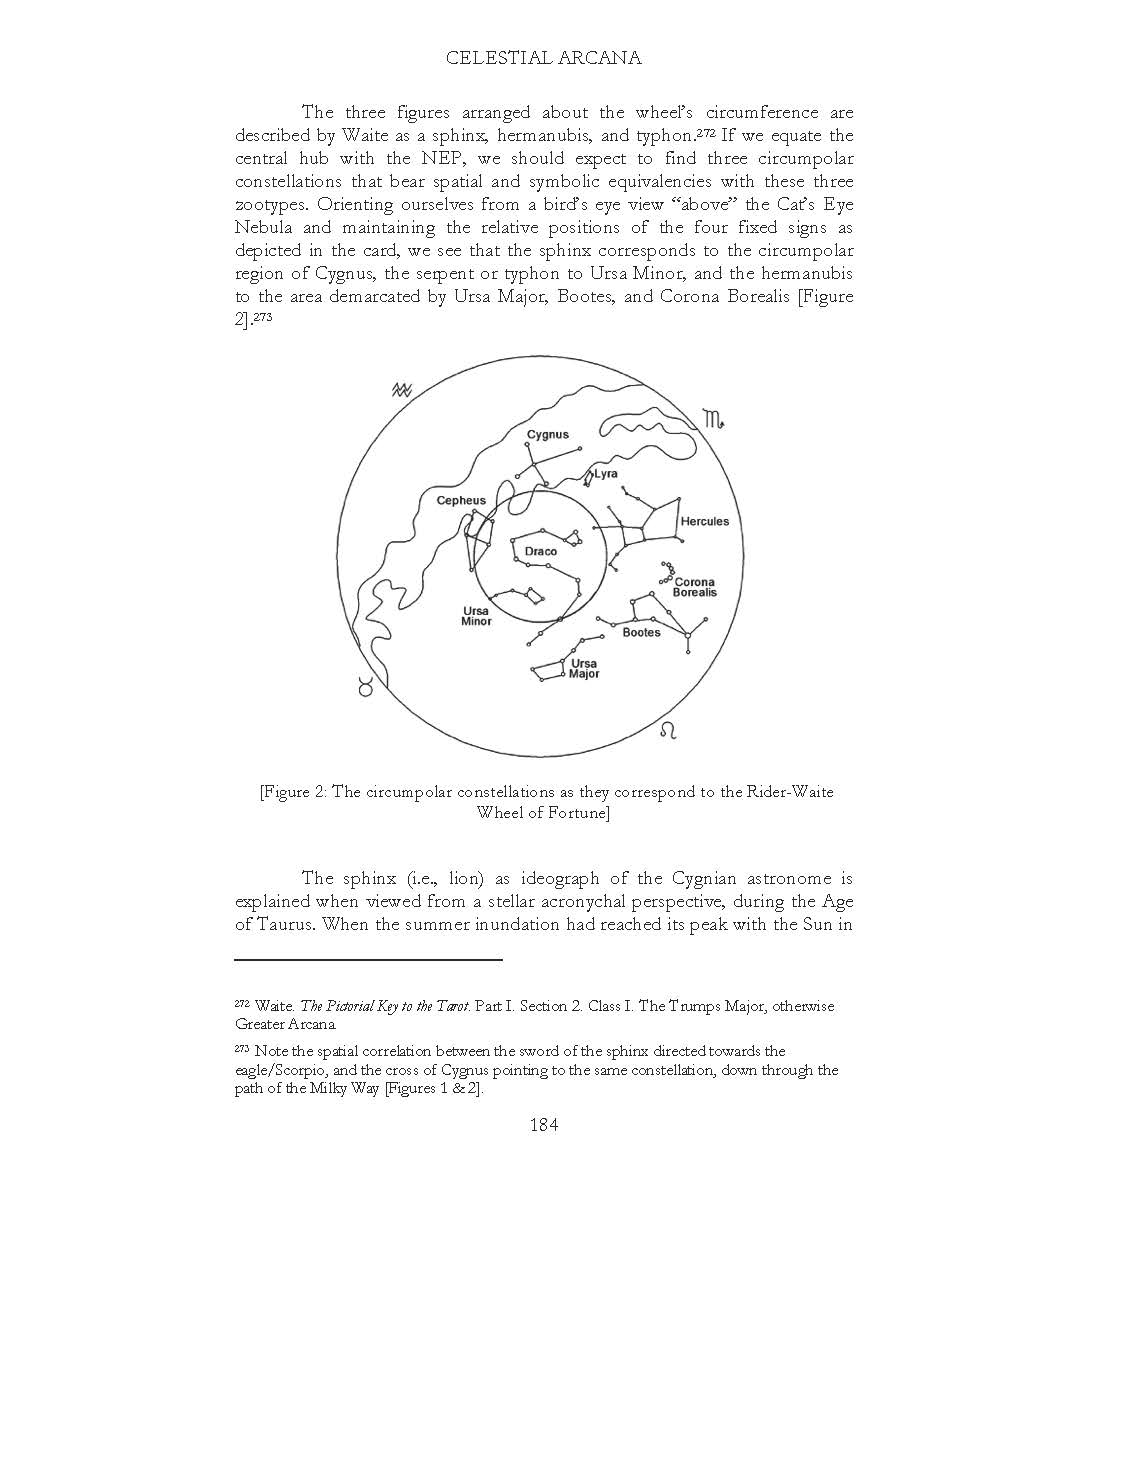 CELESTIAL ARCANA
The three figures arranged about the wheel's circumference are
described by Waite as a sphinx, hermanubis, and typhon.²⁷² If we equate the
central hub with the NEP, we should expect to find three circumpolar
constellations that bear spatial and symbolic equivalencies with these three
zootypes. Orienting ourselves from a bird's eye view “above” the Cat's Eye
Nebula and maintaining the relative positions of the four fixed signs as
depicted in the card, we see that the sphinx corresponds to the circumpolar
region of Cygnus, the serpent or typhon to Ursa Minor, and the hermanubis
to the area demarcated by Ursa Major, Bootes, and Corona Borealis [Figure
2].²⁷³
♒
♏
Cygnus
Lyra
Cepheus
Hercules
Draco
Corona
Borealis
Ursa
Minor
Bootes
Ursa
Major
♉
♌
[Figure 2: The circumpolar constellations as they correspond to the Rider-Waite
Wheel of Fortune]
The sphinx (i.e., lion) as ideograph of the Cygnian astronome is
explained when viewed from a stellar acronychal perspective, during the Age
of Taurus. When the summer inundation had reached its peak with the Sun in
²⁷² Waite. The Pictorial Key to the Tarot. Part I. Section 2. Class I. The Trumps Major, otherwise
Greater Arcana
²⁷³ Note the spatial correlation between the sword of the sphinx directed towards the
eagle/Scorpio, and the cross of Cygnus pointing to the same constellation, down through the
path of the Milky Way [Figures 1 & 2].
184